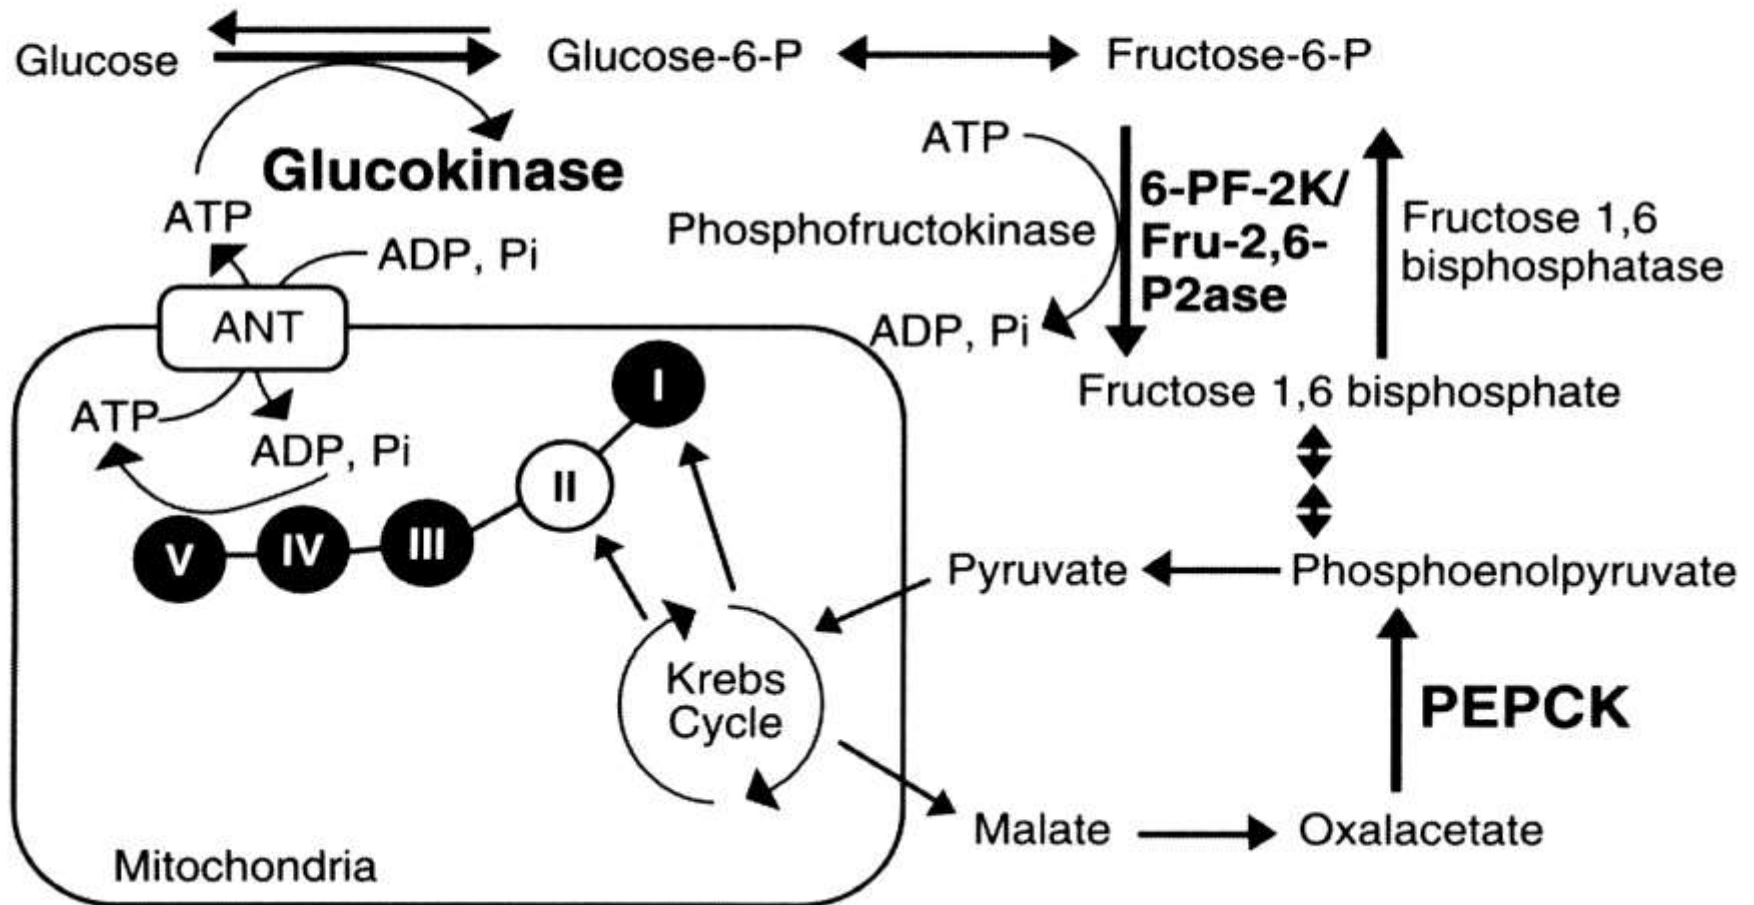 Glucose
Glucose-6-P
Fructose-6-P
Glucokinase
ATP
ADP, Pi
ANT
ATP
ADP, Pi
ATP
Phosphofructokinase
ADP, Pi
6-PF-2K/
Fru-2,6-
P2ase
Fructose 1,6
bisphosphatase
Fructose 1,6 bisphosphate
I
II
III
IV
V
Pyruvate
Phosphoenolpyruvate
Krebs
Cycle
PEPCK
Malate
Oxalacetate
Mitochondria